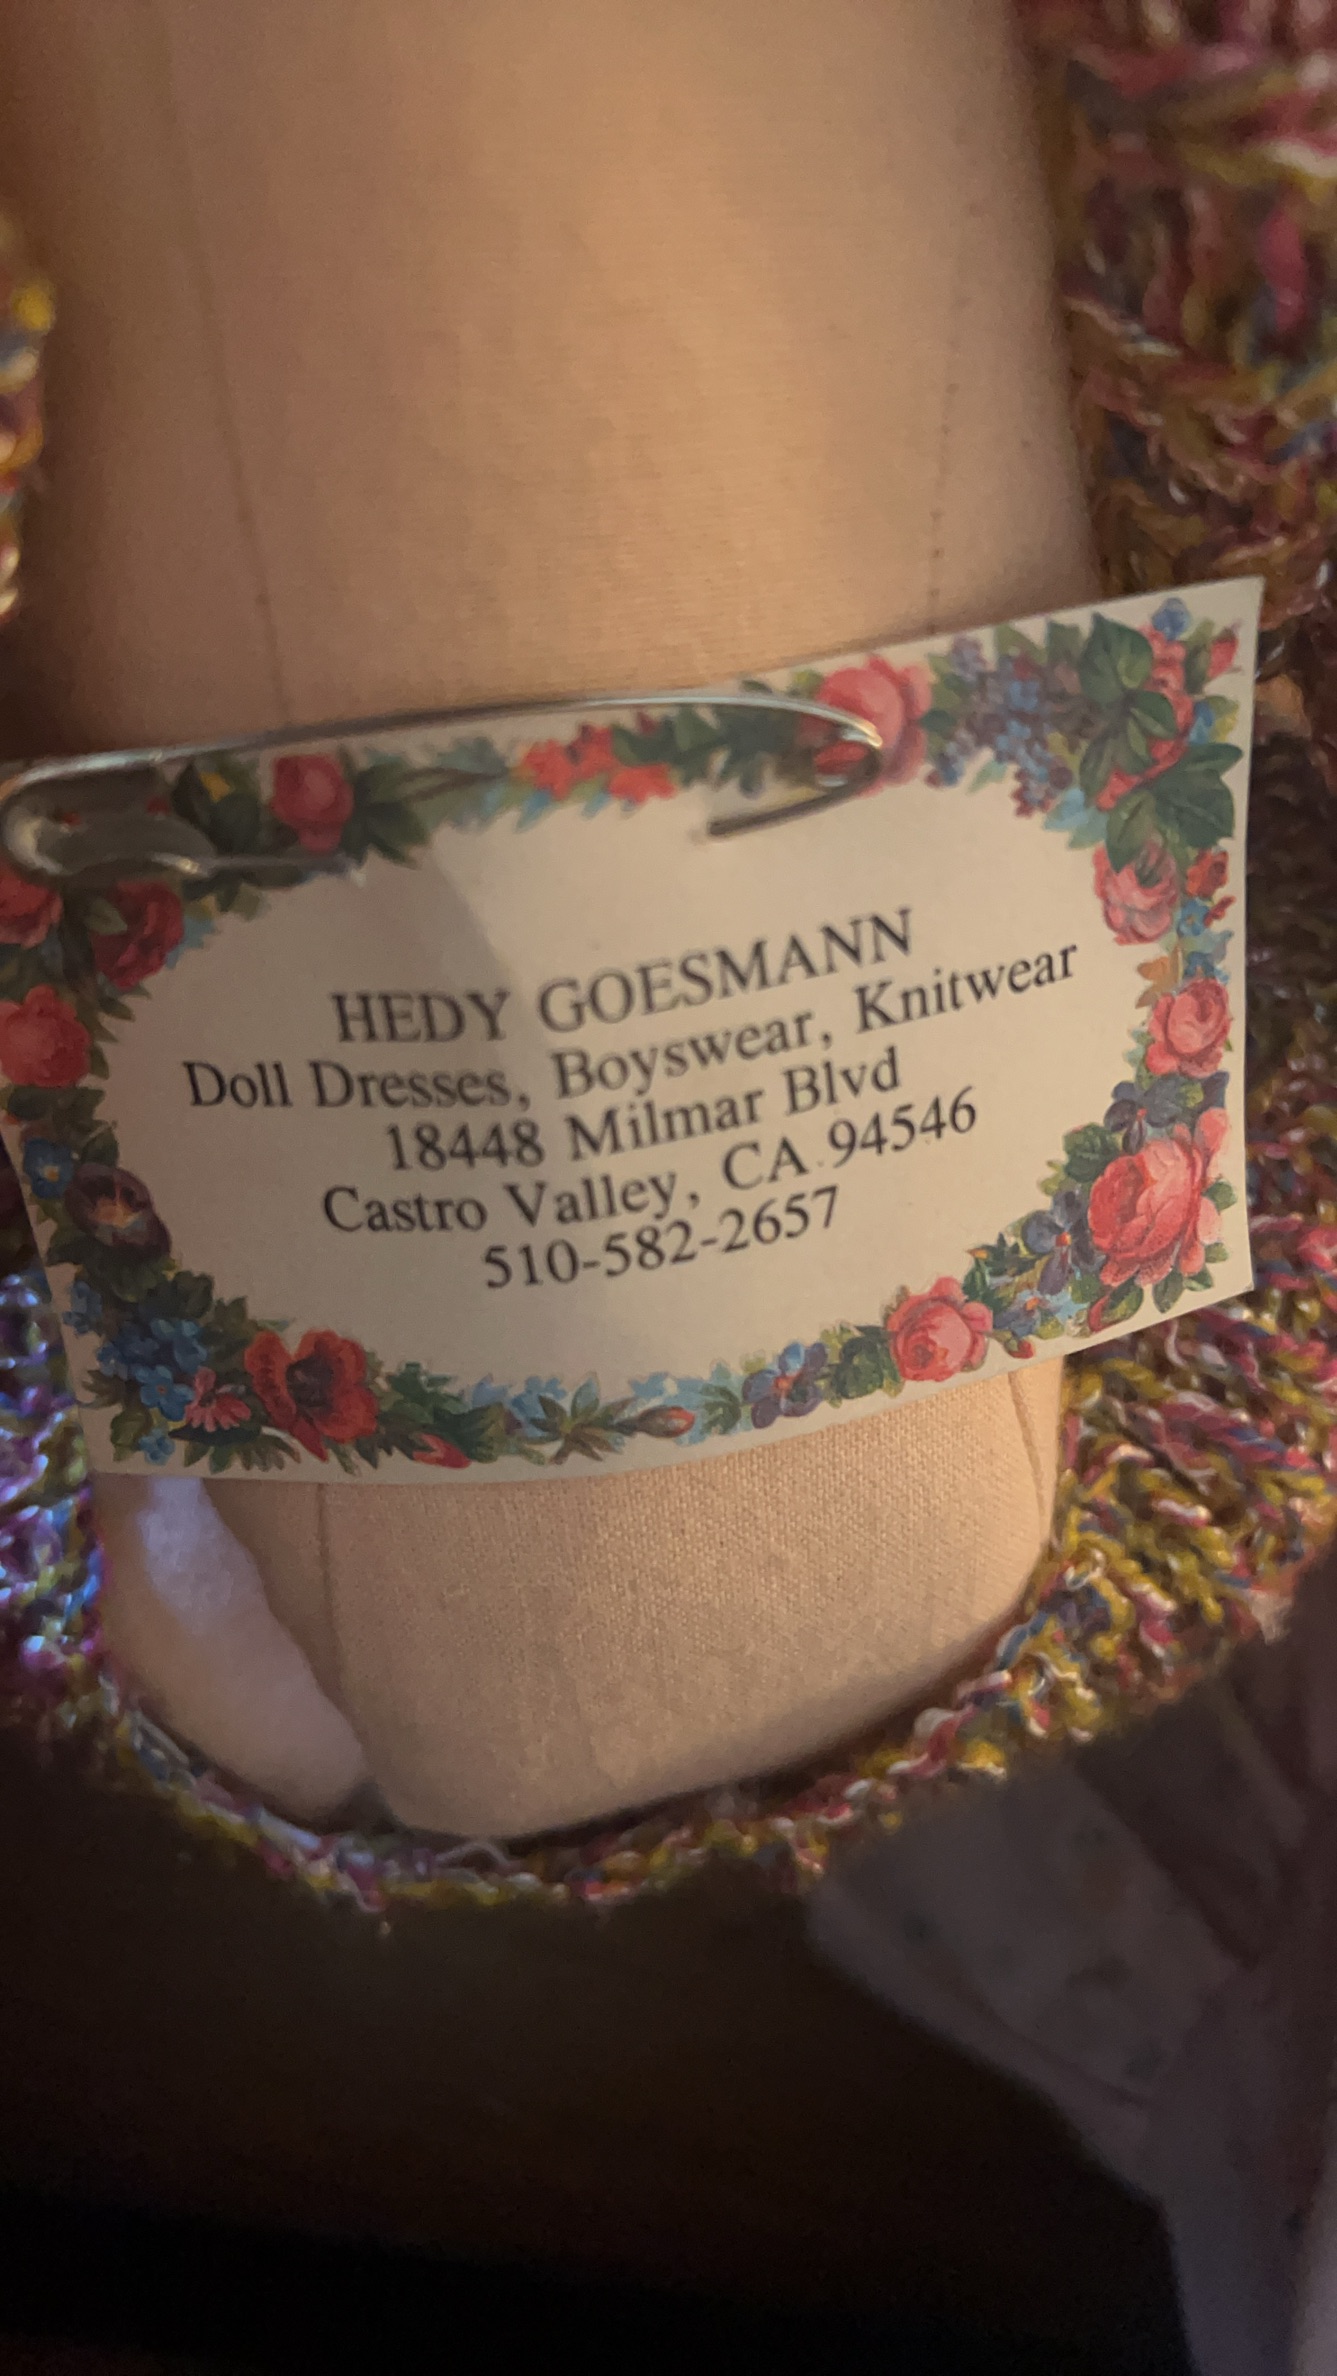 HEDY GOESMANN
Doll Dresses, Boyswear, Knitwear
18448 Milmar Blvd
Castro Valley, CA 94546
510-582-2657